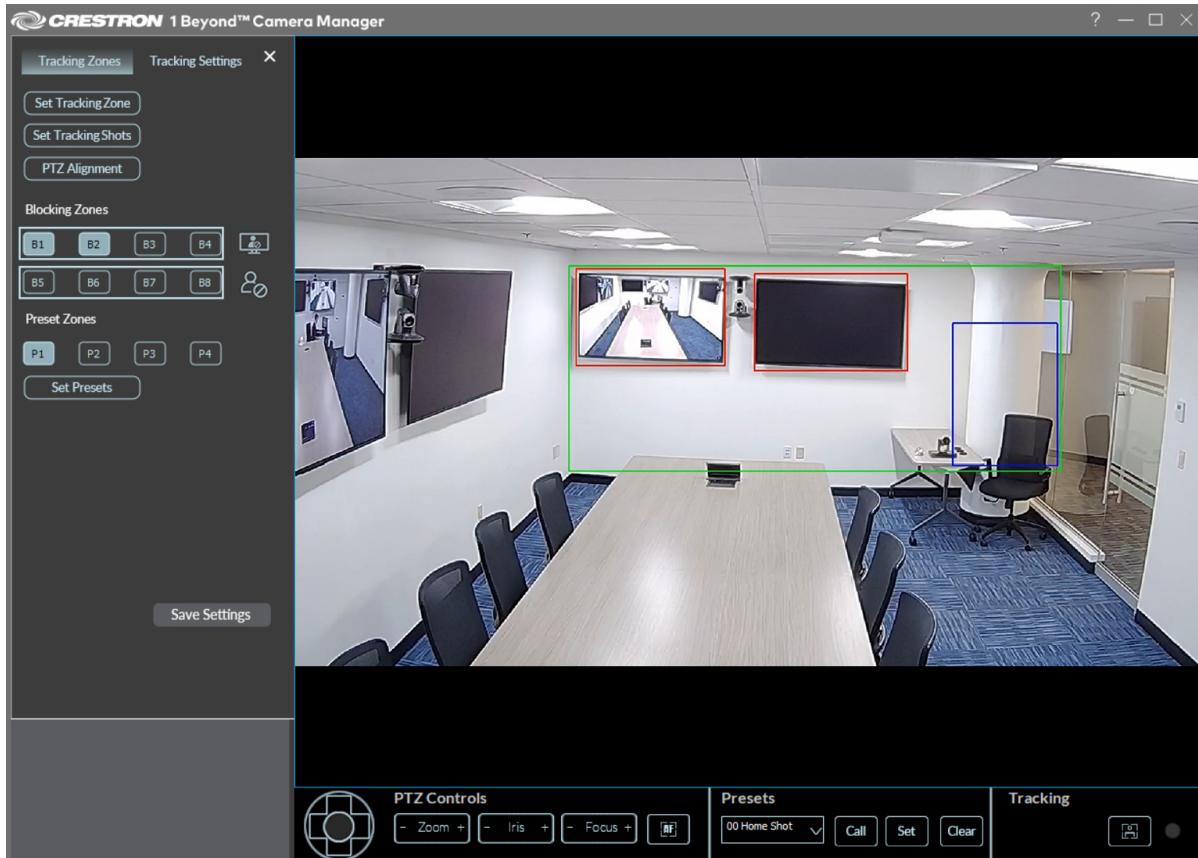 CRESTRON 1 Beyond™ Camera Manager
? — □ ×
Tracking Zones Tracking Settings ×
Set Tracking Zone
Set Tracking Shots
PTZ Alignment
Blocking Zones
B1 B2 B3 B4
B5 B6 B7 B8
Preset Zones
P1 P2 P3 P4
Set Presets
Save Settings
PTZ Controls Presets Tracking
- Zoom + - Iris + - Focus + AF 00 Home Shot Call Set Clear